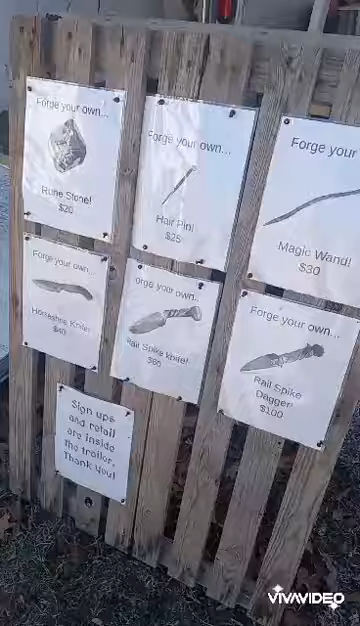 Forge your own...
Rune Stone!
$20
Forge your own...
Hair Pin!
$25
Forge your
Magic Wand!
$30
Forge your own...
Horseshoe Knife!
$40
orge your own...
Rail Spike knife!
$60
Forge your own...
Rail Spike
Dagger!
$100
Sign ups
and retail
are inside
the trailer.
Thank you!
VIVAVIDEO